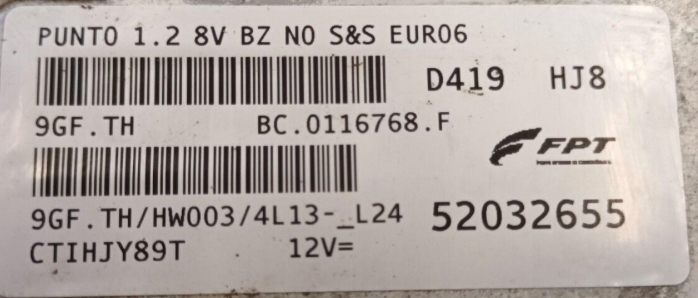 PUNTO 1.2 8V BZ NO S&S EURO6
D419 HJ8
9GF.TH BC.0116768.F
FPT
9GF.TH/HW003/4L13-_L24 52032655
CTIHJY89T 12V=